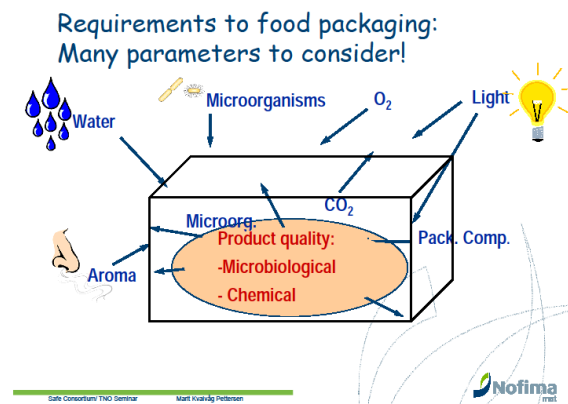 Requirements to food packaging:
Many parameters to consider!
Microorganisms
O2
Light
Water
CO2
Microorg.
Product quality:
Pack. Comp.
-Microbiological
Aroma
- Chemical
Safe Consortium/ TNO Seminar
Marit Kvalvåg Pettersen
Nofima
mat